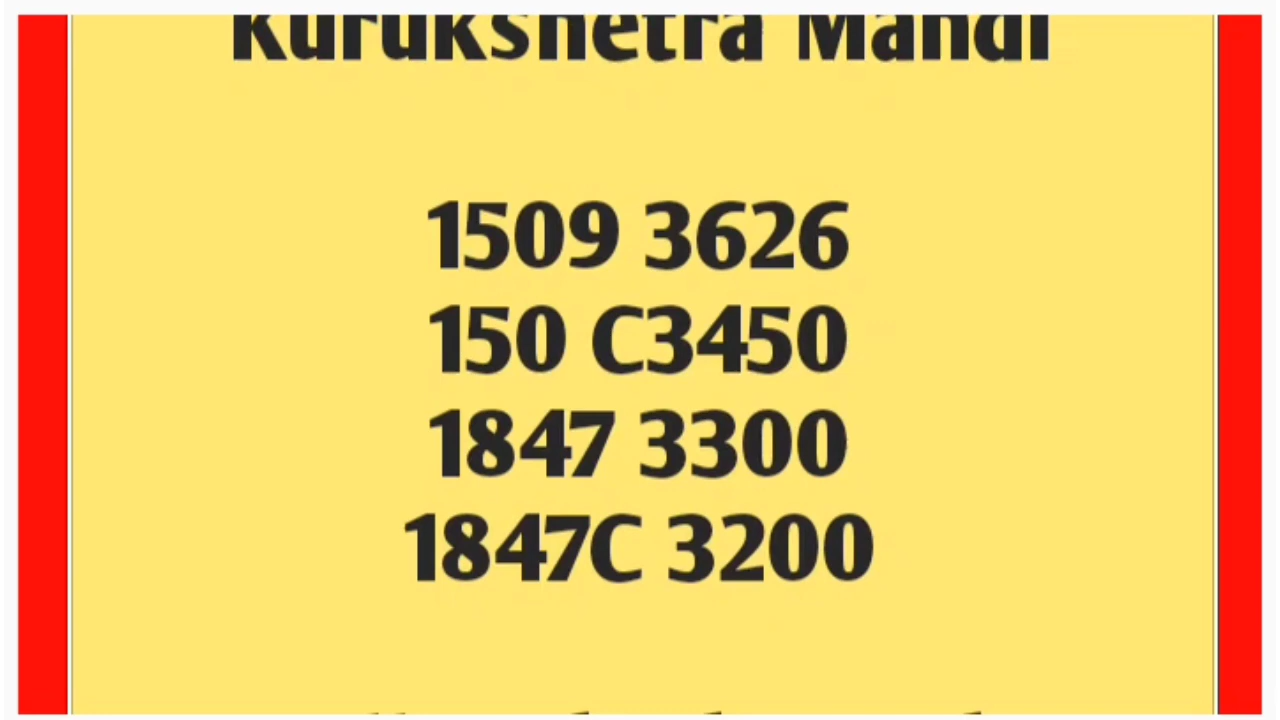 Kurukshetra Mandi
1509 3626
150 C3450
1847 3300
1847C 3200